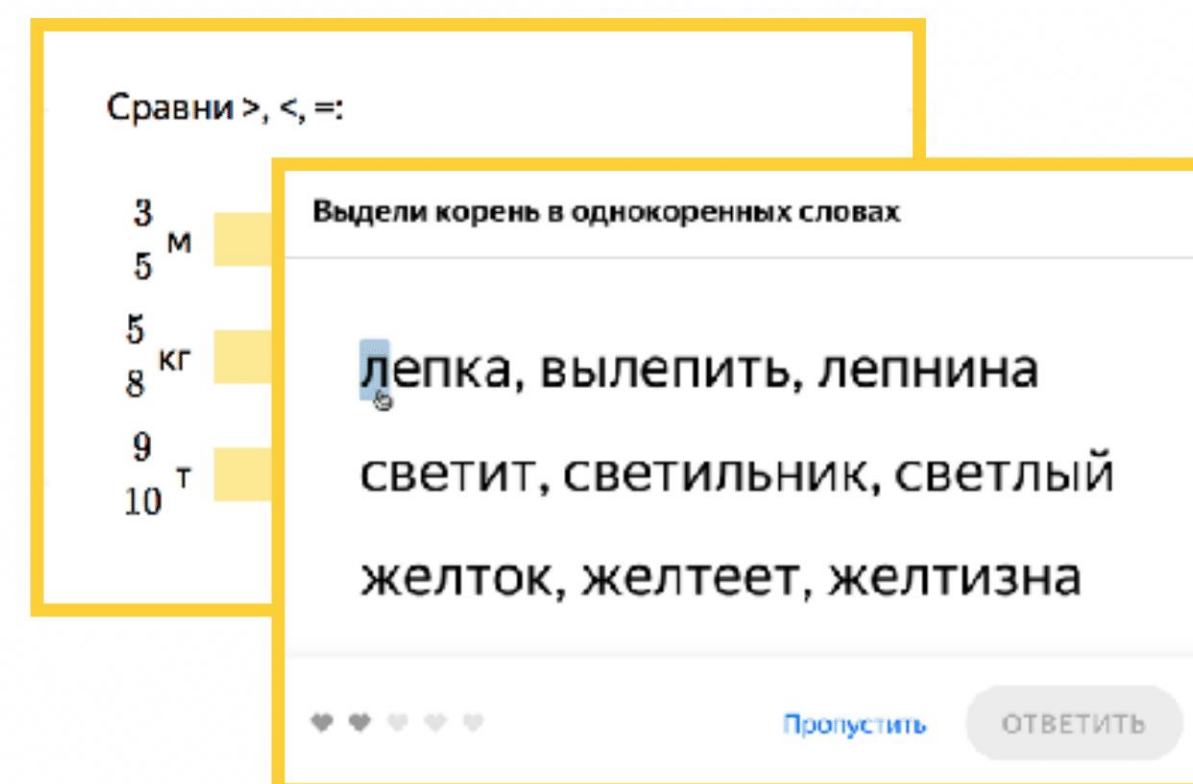 Сравни >, <, =:
3
м
5
5
кг
8
9
т
10
Выдели корень в однокоренных словах
лепка, вылепить, лепнина
светит, светильник, светлый
желток, желтеет, желтизна
Пропустить
ОТВЕТИТЬ